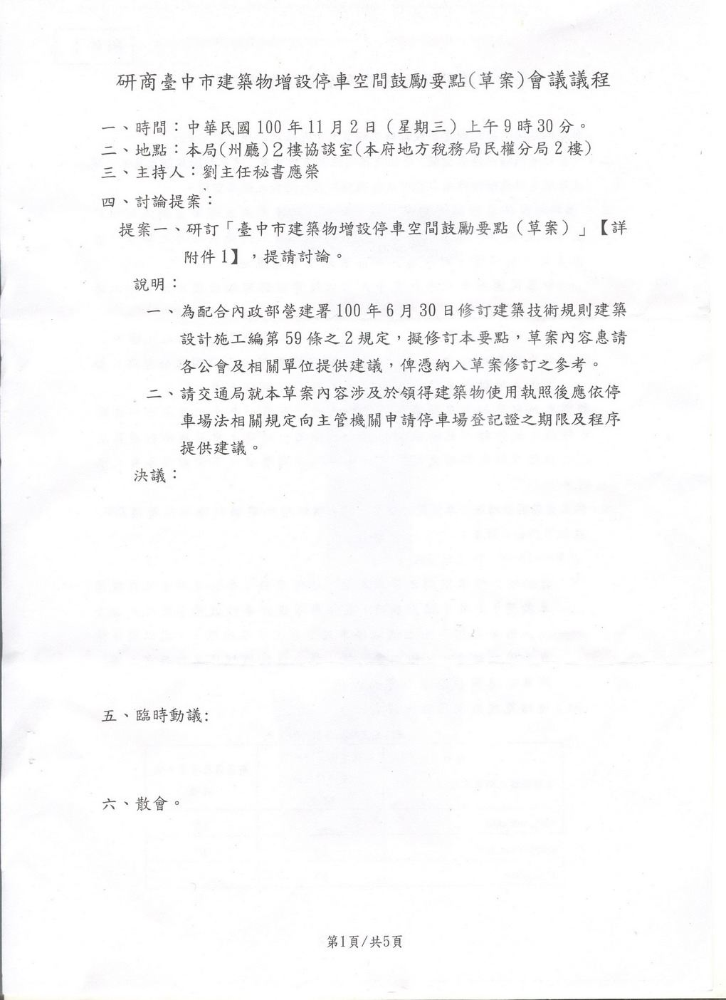 研商臺中市建築物增設停車空間鼓勵要點(草案)會議議程
一、時間：中華民國100年11月2日（星期三）上午9時30分。
二、地點：本局(州廳)2樓協談室(本府地方稅務局民權分局2樓)
三、主持人：劉主任秘書應榮
四、討論提案：
提案一、研訂「臺中市建築物增設停車空間鼓勵要點（草案）」【詳
附件1】，提請討論。
說明：
一、為配合內政部營建署100年6月30日修訂建築技術規則建築
設計施工編第59條之2規定，擬修訂本要點，草案內容惠請
各公會及相關單位提供建議，俾憑納入草案修訂之參考。
二、請交通局就本草案內容涉及於領得建築物使用執照後應依停
車場法相關規定向主管機關申請停車場登記證之期限及程序
提供建議。
決議：
五、臨時動議:
六、散會。
第1頁/共5頁